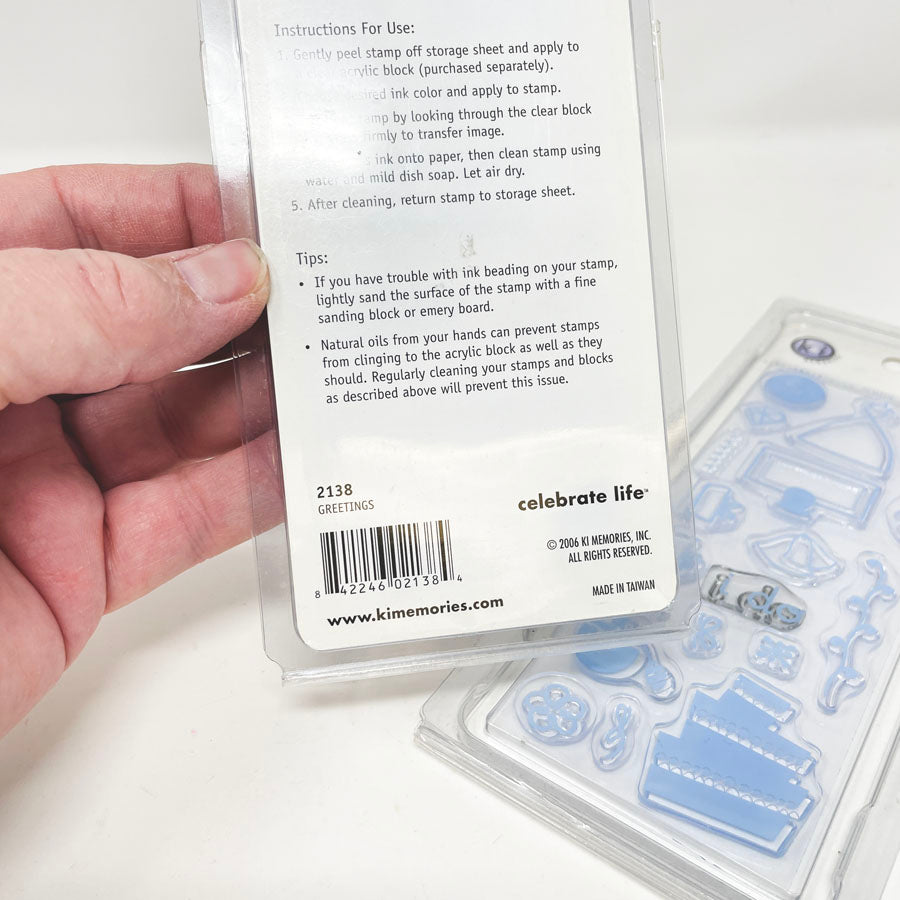 Instructions For Use:
1. Gently peel stamp off storage sheet and apply to
a clear acrylic block (purchased separately).
desired ink color and apply to stamp.
stamp by looking through the clear block
firmly to transfer image.
ink onto paper, then clean stamp using
water and mild dish soap. Let air dry.
5. After cleaning, return stamp to storage sheet.
Tips:
• If you have trouble with ink beading on your stamp,
lightly sand the surface of the stamp with a fine
sanding block or emery board.
• Natural oils from your hands can prevent stamps
from clinging to the acrylic block as well as they
should. Regularly cleaning your stamps and blocks
as described above will prevent this issue.
2138
GREETINGS
celebrate life™
© 2006 KI MEMORIES, INC.
ALL RIGHTS RESERVED.
8 42246 02138 4
MADE IN TAIWAN
www.kimemories.com
ki
i do